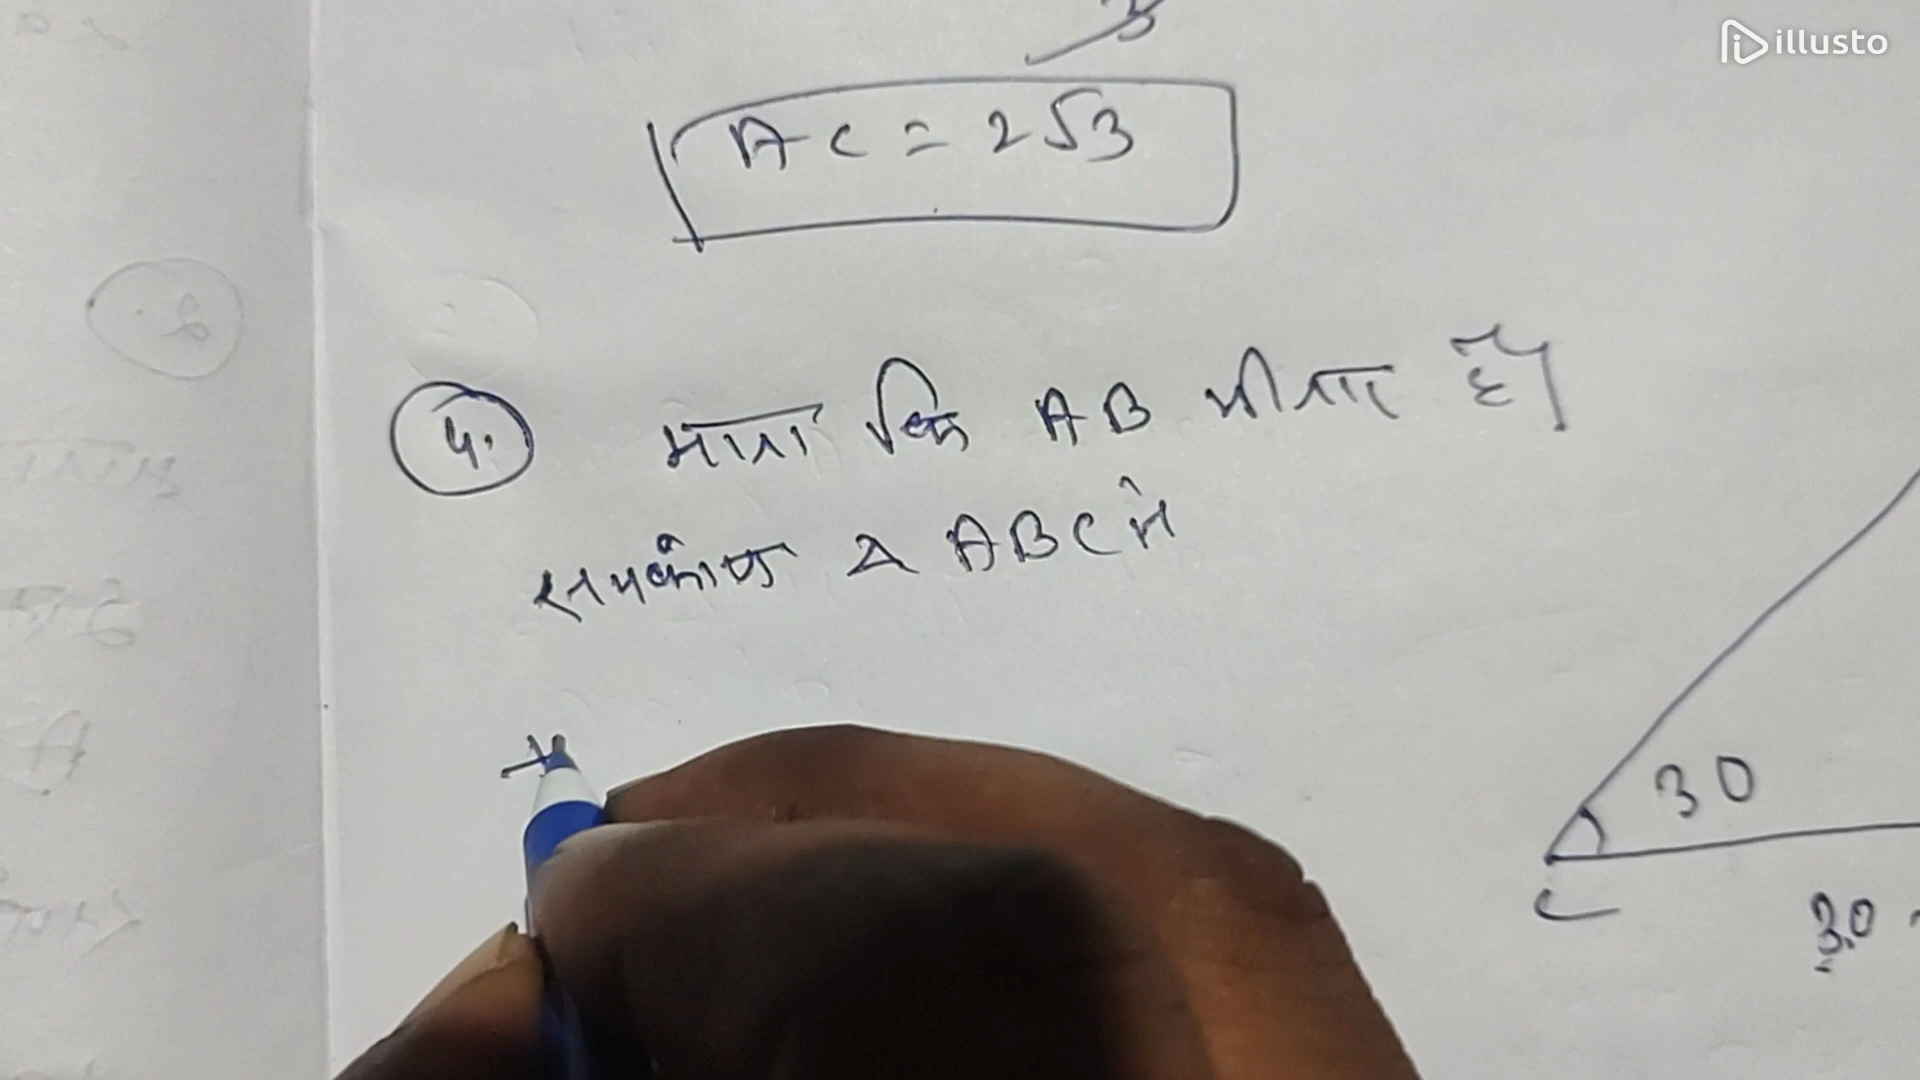 illusto
AC = 2√3
4. माना कि AB मीनार है।
समकोण △ ABC में
30
C
30